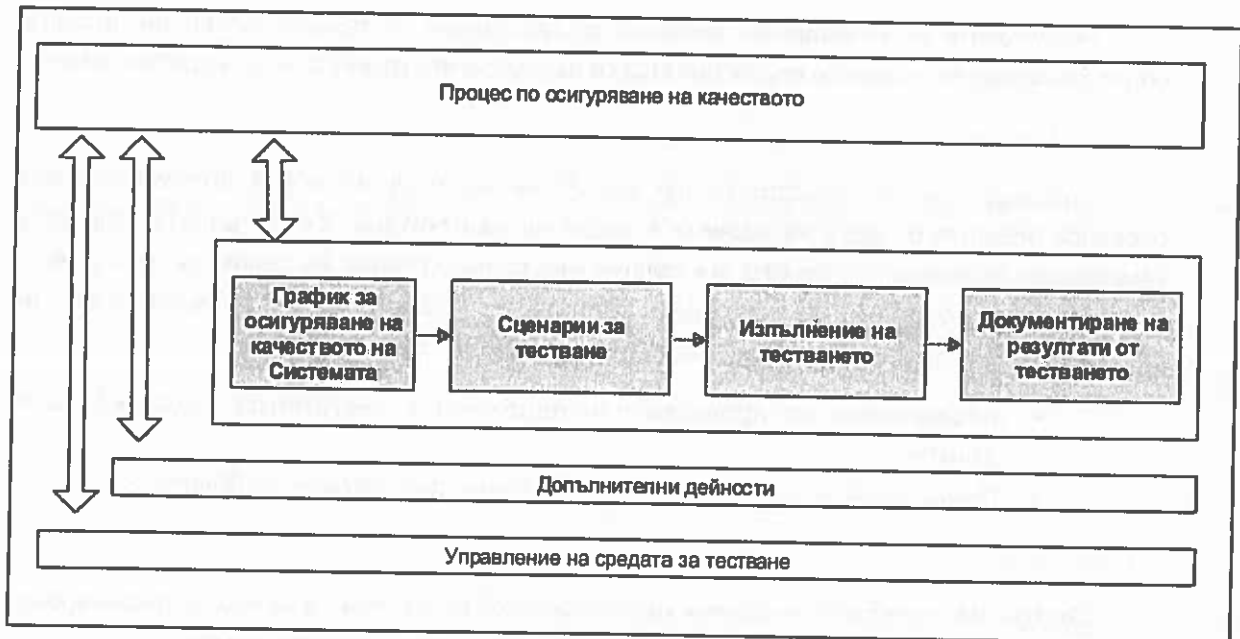 Процес по осигуряване на качеството
График за
осигуряване на
качеството на
Системата
Сценарии за
тестване
Изпълнение на
тестването
Документиране на
резултати от
тестването
Допълнителни дейности
Управление на средата за тестване